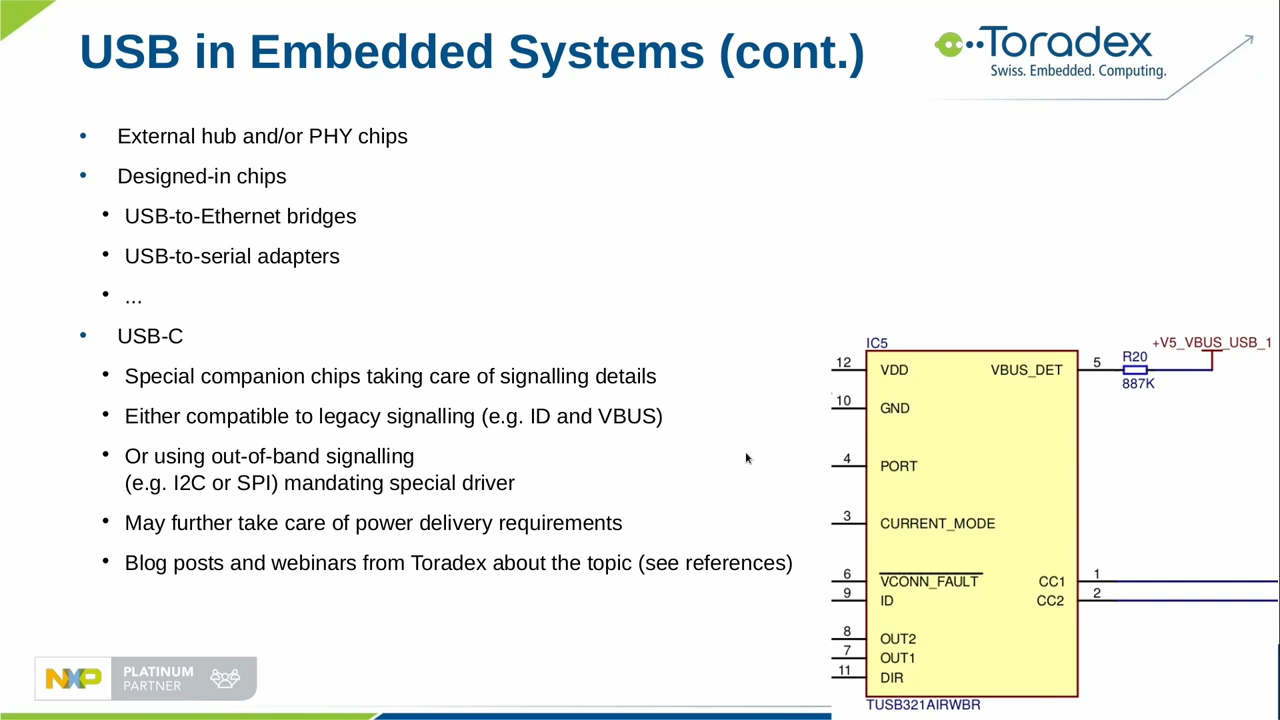 USB in Embedded Systems (cont.)
Toradex
Swiss. Embedded. Computing.
• External hub and/or PHY chips
• Designed-in chips
• USB-to-Ethernet bridges
• USB-to-serial adapters
• ...
• USB-C
• Special companion chips taking care of signalling details
• Either compatible to legacy signalling (e.g. ID and VBUS)
• Or using out-of-band signalling
(e.g. I2C or SPI) mandating special driver
• May further take care of power delivery requirements
• Blog posts and webinars from Toradex about the topic (see references)
IC5
+V5_VBUS_USB_1
12 VDD VBUS_DET 5 R20
887K
10 GND
4 PORT
3 CURRENT_MODE
6 VCONN_FAULT CC1 1
9 ID CC2 2
8 OUT2
7 OUT1
11 DIR
TUSB321AIRWBR
NXP PLATINUM
PARTNER